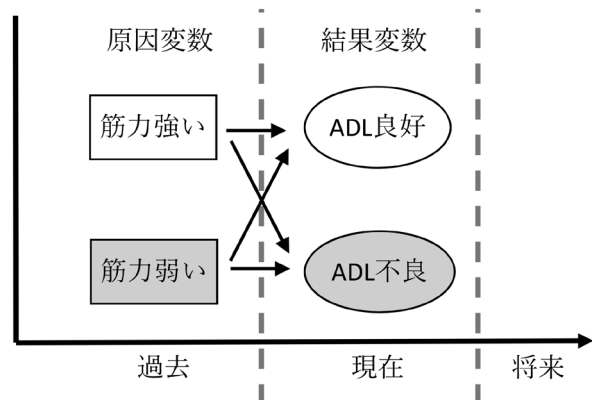 原因変数
結果変数
筋力強い
ADL良好
筋力弱い
ADL不良
過去
現在
将来